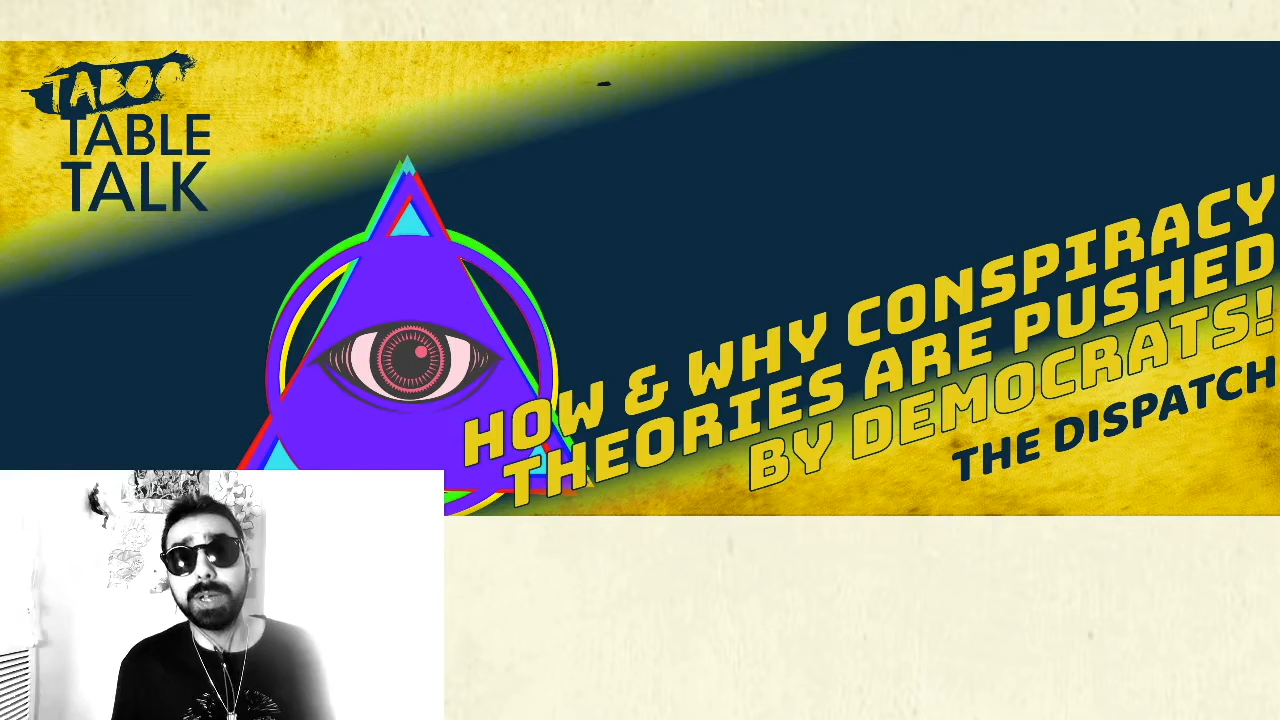 TABOO
TABLE
TALK
HOW & WHY CONSPIRACY
THEORIES ARE PUSHED
BY DEMOCRATS!
THE DISPATCH